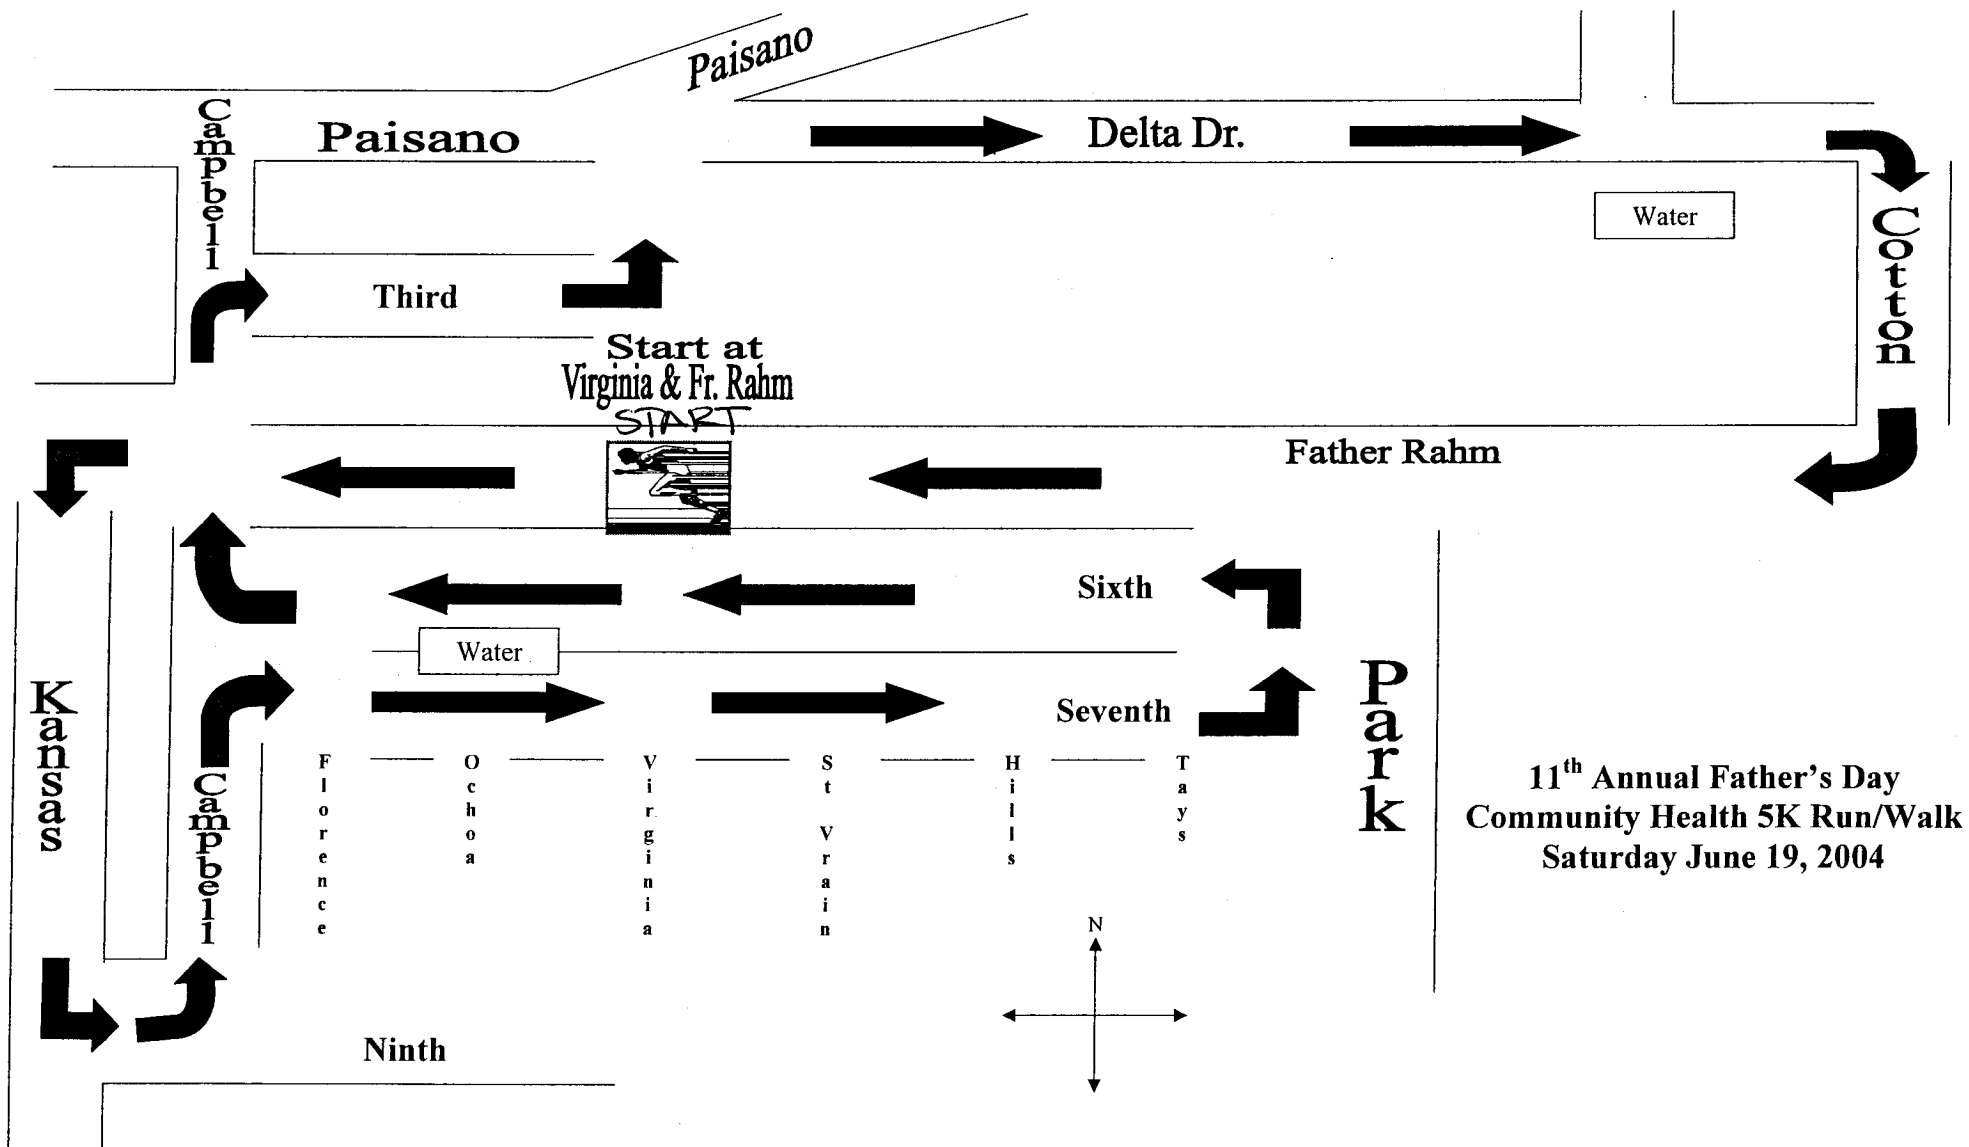 Paisano
Campbell
Paisano
Delta Dr.
Water
Cotton
Third
Start at
Virginia & Fr. Rahm
START
Father Rahm
Sixth
Water
Seventh
Kansas
Campbell
Florence
Ochoa
Virginia
St Vrain
Hills
Tays
Park
11th Annual Father's Day
Community Health 5K Run/Walk
Saturday June 19, 2004
N
Ninth